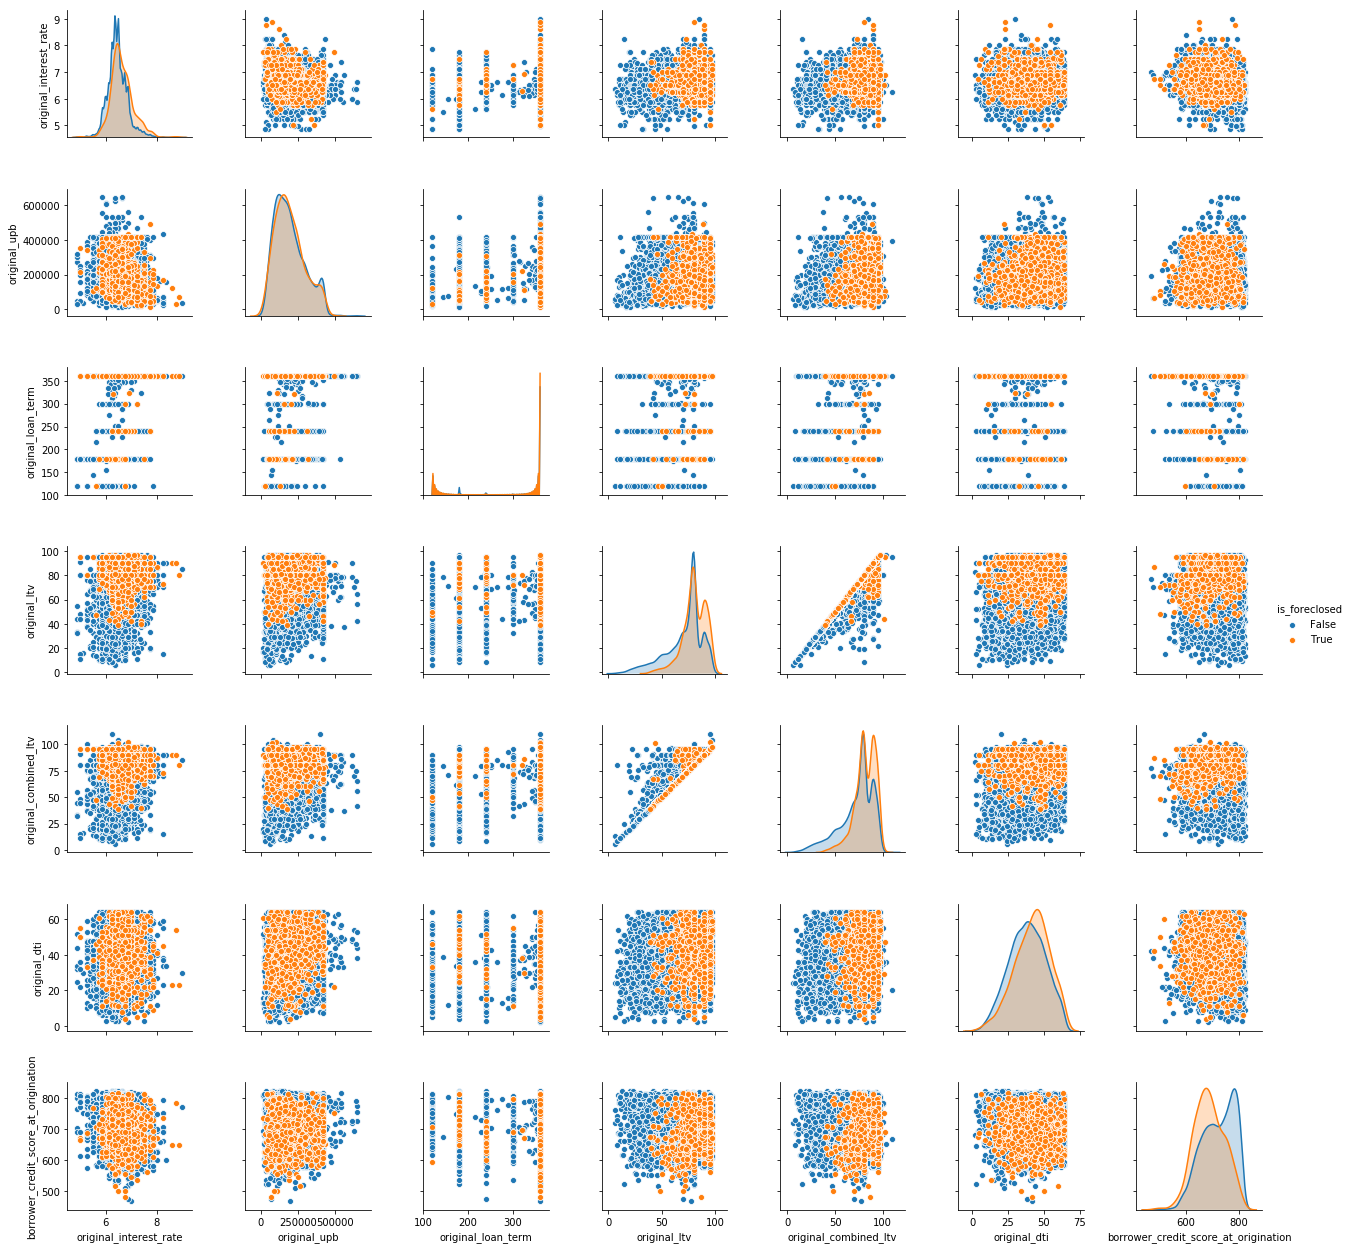 original_interest_rate
9
8
7
6
5
original_upb
600000
400000
200000
0
original_loan_term
350
300
250
200
150
100
original_ltv
100
80
60
40
20
0
is_foreclosed
False
True
original_combined_ltv
100
75
50
25
0
original_dti
60
40
20
0
borrower_credit_score_at_origination
800
700
600
500
6 8 0 250000 500000 100 200 300 0 50 100 0 50 100 0 25 50 75 600 800
original_interest_rate original_upb original_loan_term original_ltv original_combined_ltv original_dti borrower_credit_score_at_origination